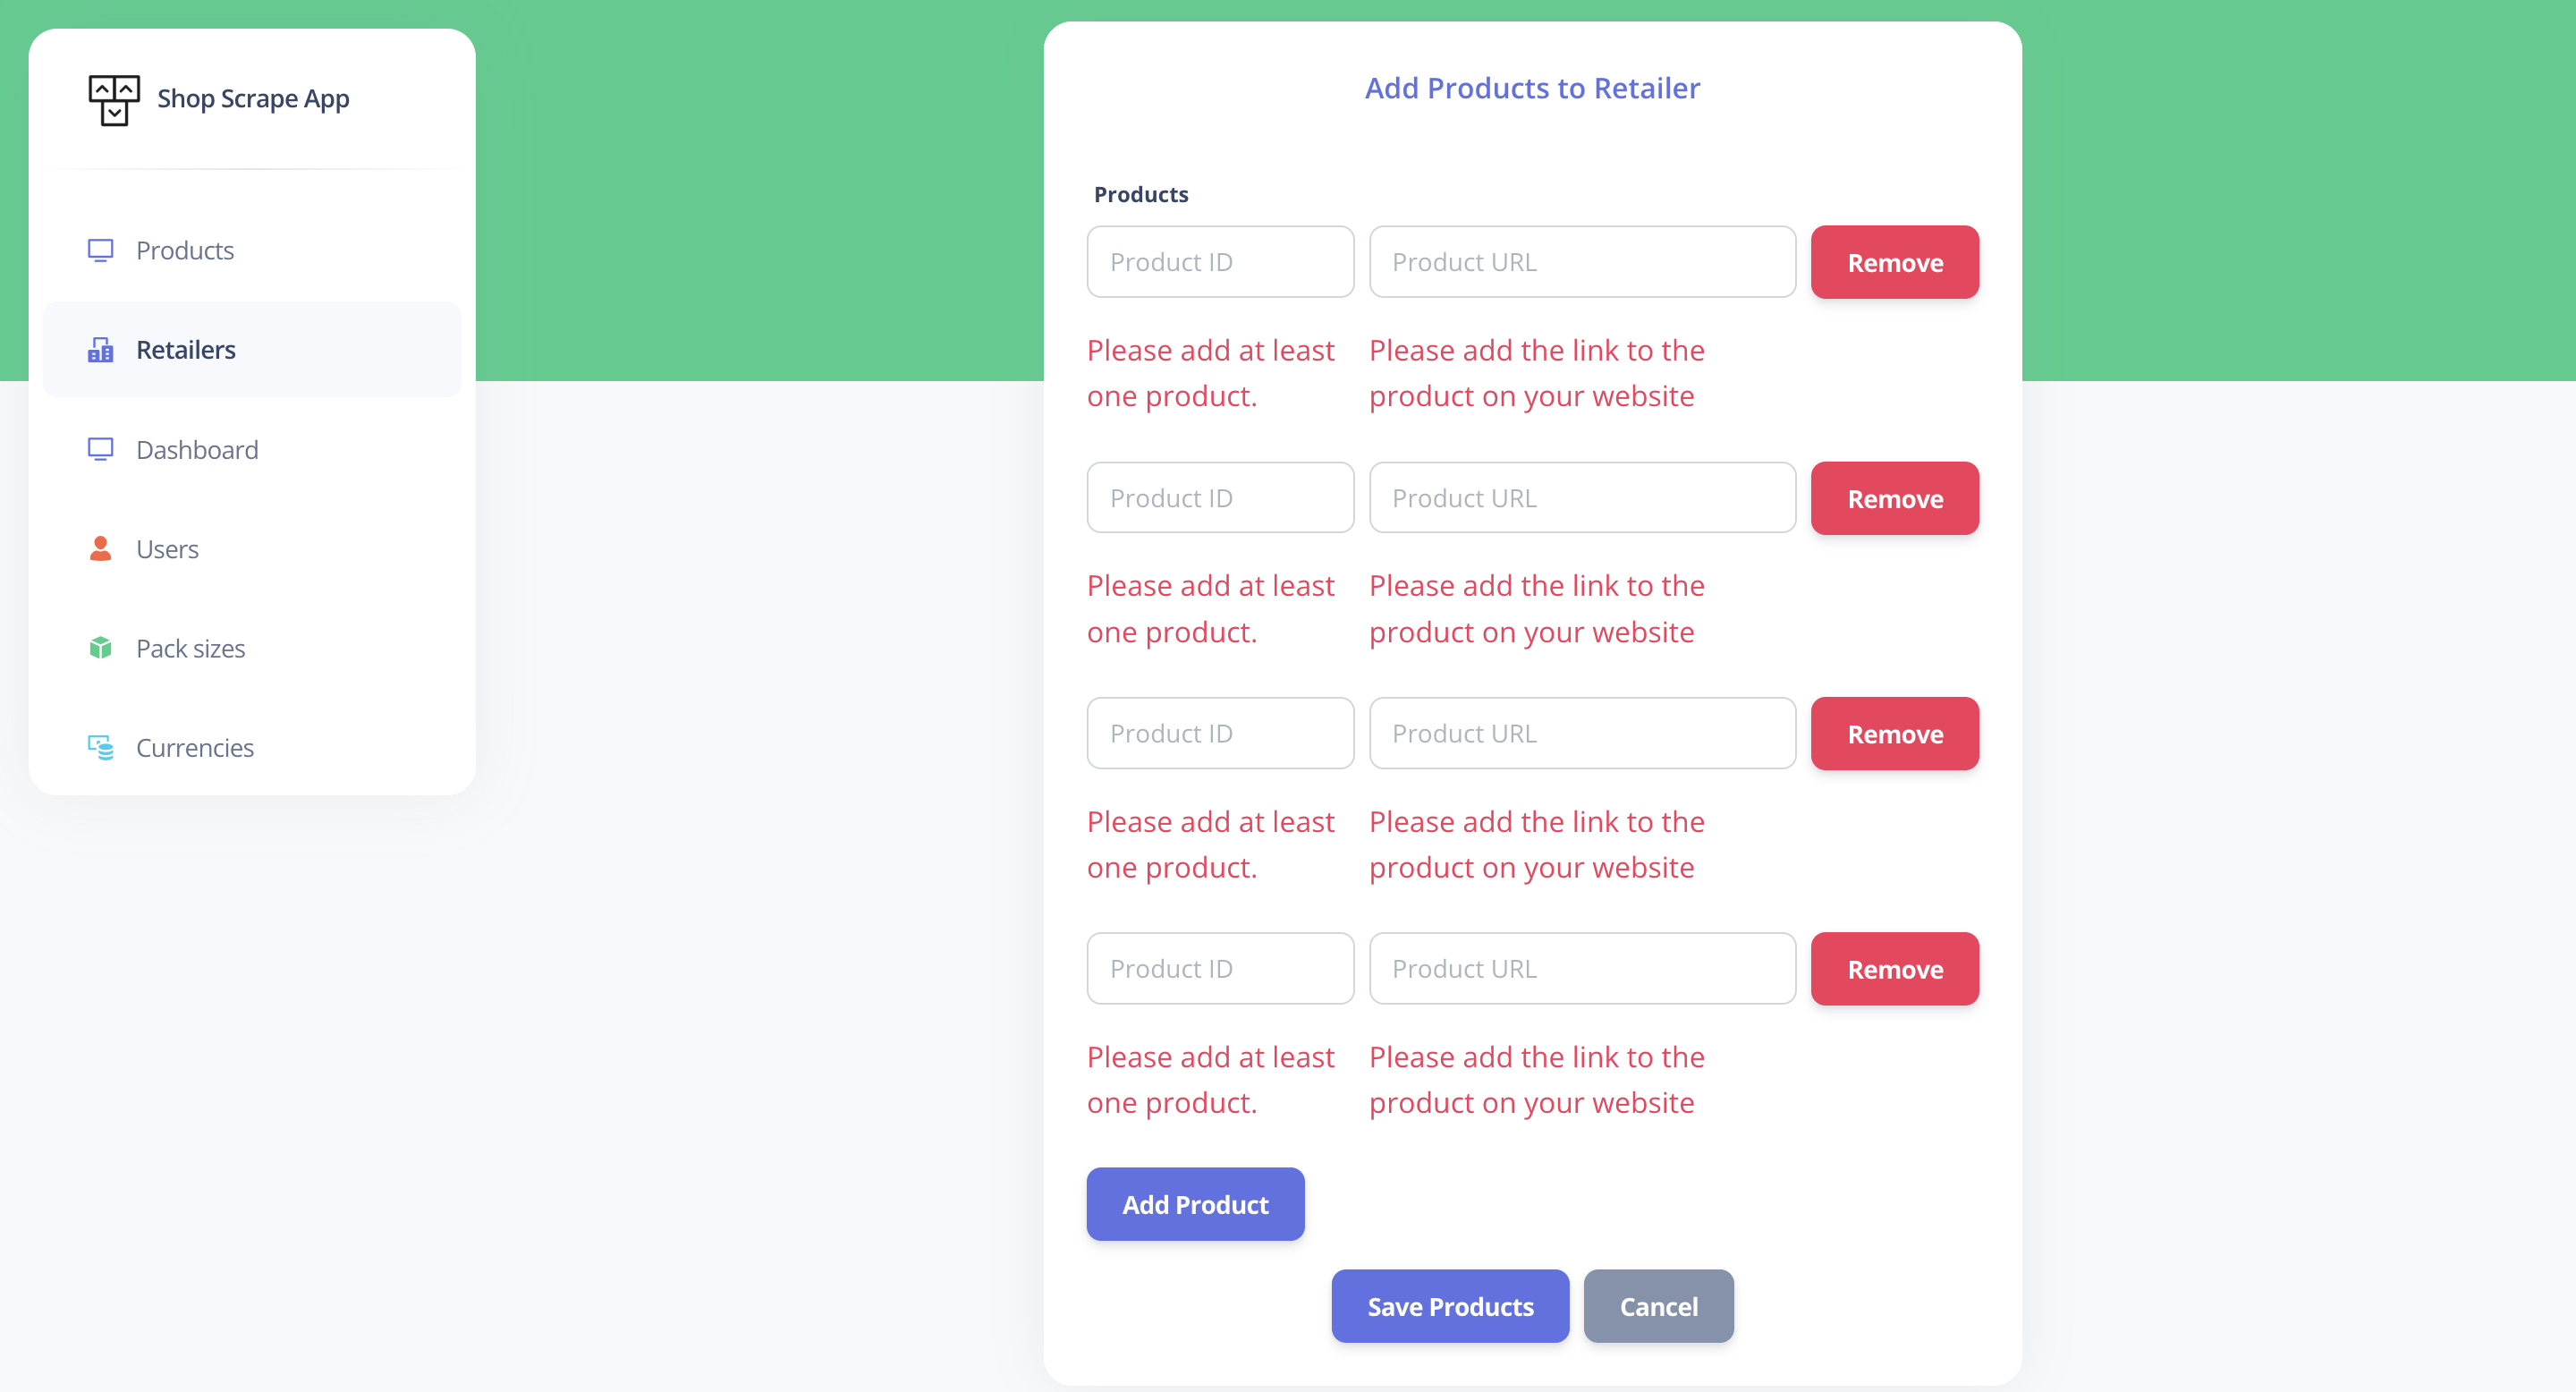 Shop Scrape App
Products
Retailers
Dashboard
Users
Pack sizes
Currencies
Add Products to Retailer
Products
Product ID Product URL Remove
Please add at least Please add the link to the
one product. product on your website
Product ID Product URL Remove
Please add at least Please add the link to the
one product. product on your website
Product ID Product URL Remove
Please add at least Please add the link to the
one product. product on your website
Product ID Product URL Remove
Please add at least Please add the link to the
one product. product on your website
Add Product
Save Products Cancel